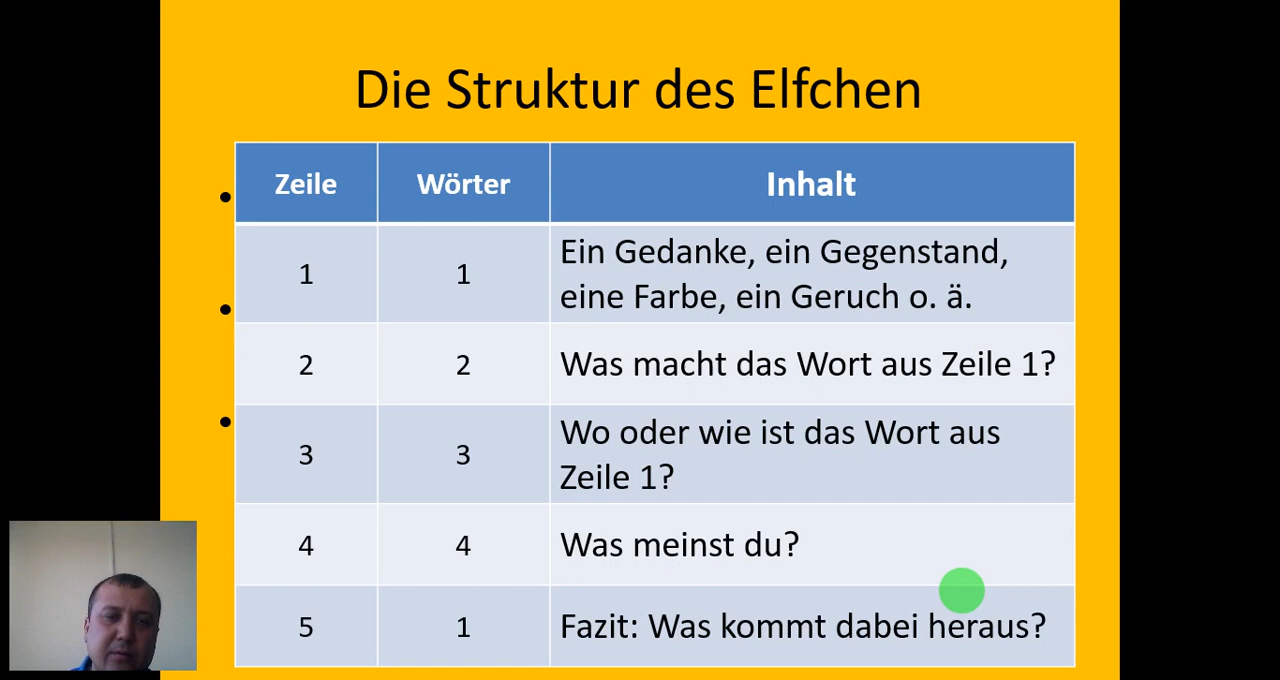 Die Struktur des Elfchen
Zeile Wörter Inhalt
1 1 Ein Gedanke, ein Gegenstand,
eine Farbe, ein Geruch o. ä.
2 2 Was macht das Wort aus Zeile 1?
3 3 Wo oder wie ist das Wort aus
Zeile 1?
4 4 Was meinst du?
5 1 Fazit: Was kommt dabei heraus?